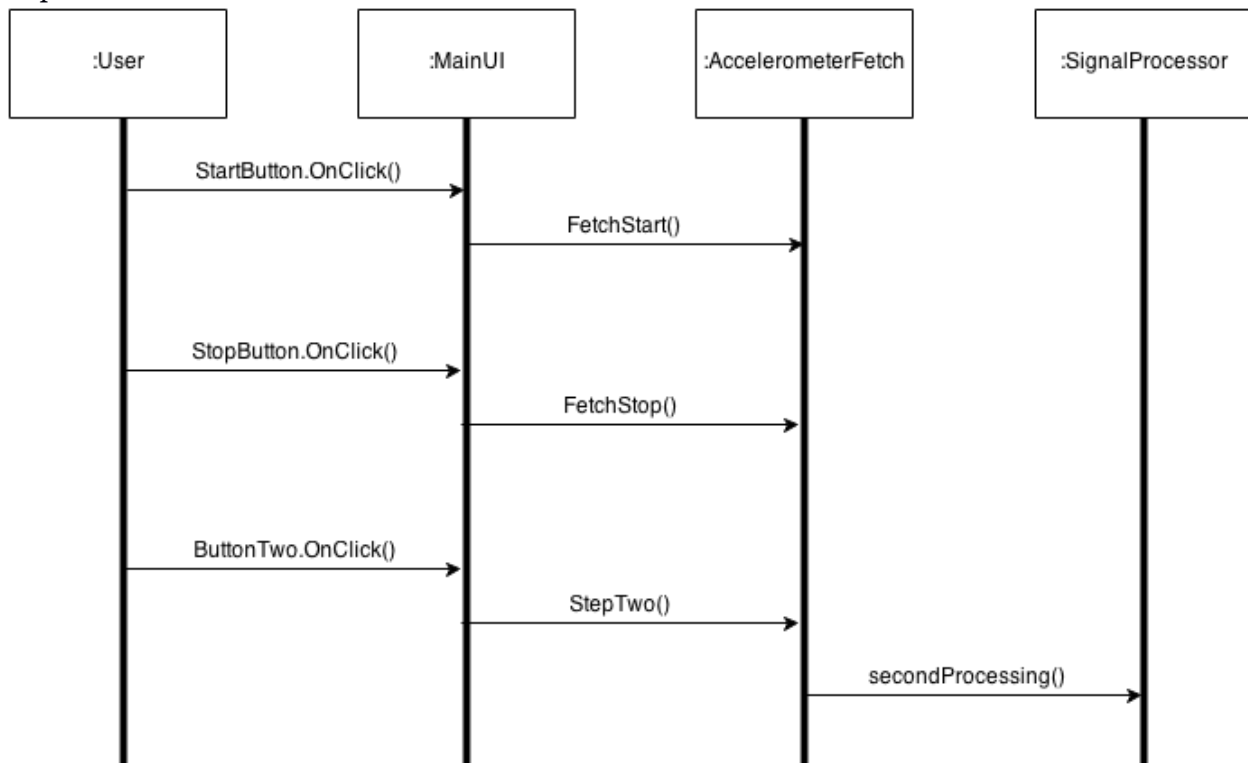 :User
:MainUI
:AccelerometerFetch
:SignalProcessor
StartButton.OnClick()
FetchStart()
StopButton.OnClick()
FetchStop()
ButtonTwo.OnClick()
StepTwo()
secondProcessing()